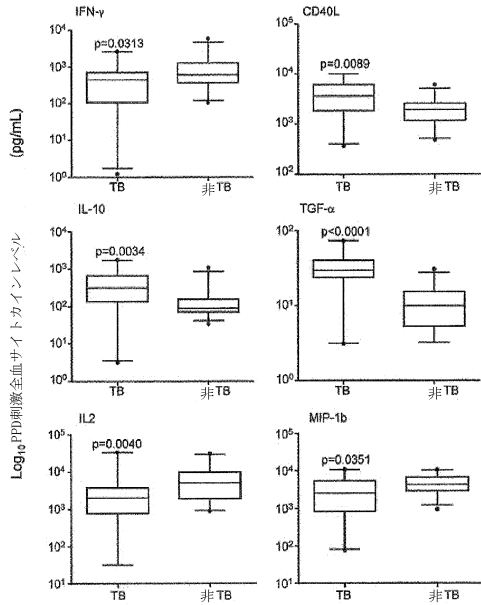 IFN-γ
CD40L
10⁴
10³
10²
10¹
10⁰
p=0.0313
TB
非TB
10⁵
10⁴
10³
10²
p=0.0089
TB
非TB
IL-10
TGF-α
10⁴
10³
10²
10¹
10⁰
p=0.0034
TB
非TB
10²
10¹
10⁰
p<0.0001
TB
非TB
IL2
MIP-1b
10⁵
10⁴
10³
10²
10¹
p=0.0040
TB
非TB
10⁵
10⁴
10³
10²
10¹
p=0.0351
TB
非TB
Log₁₀PPD刺激全血サイトカインレベル
(pg/mL)